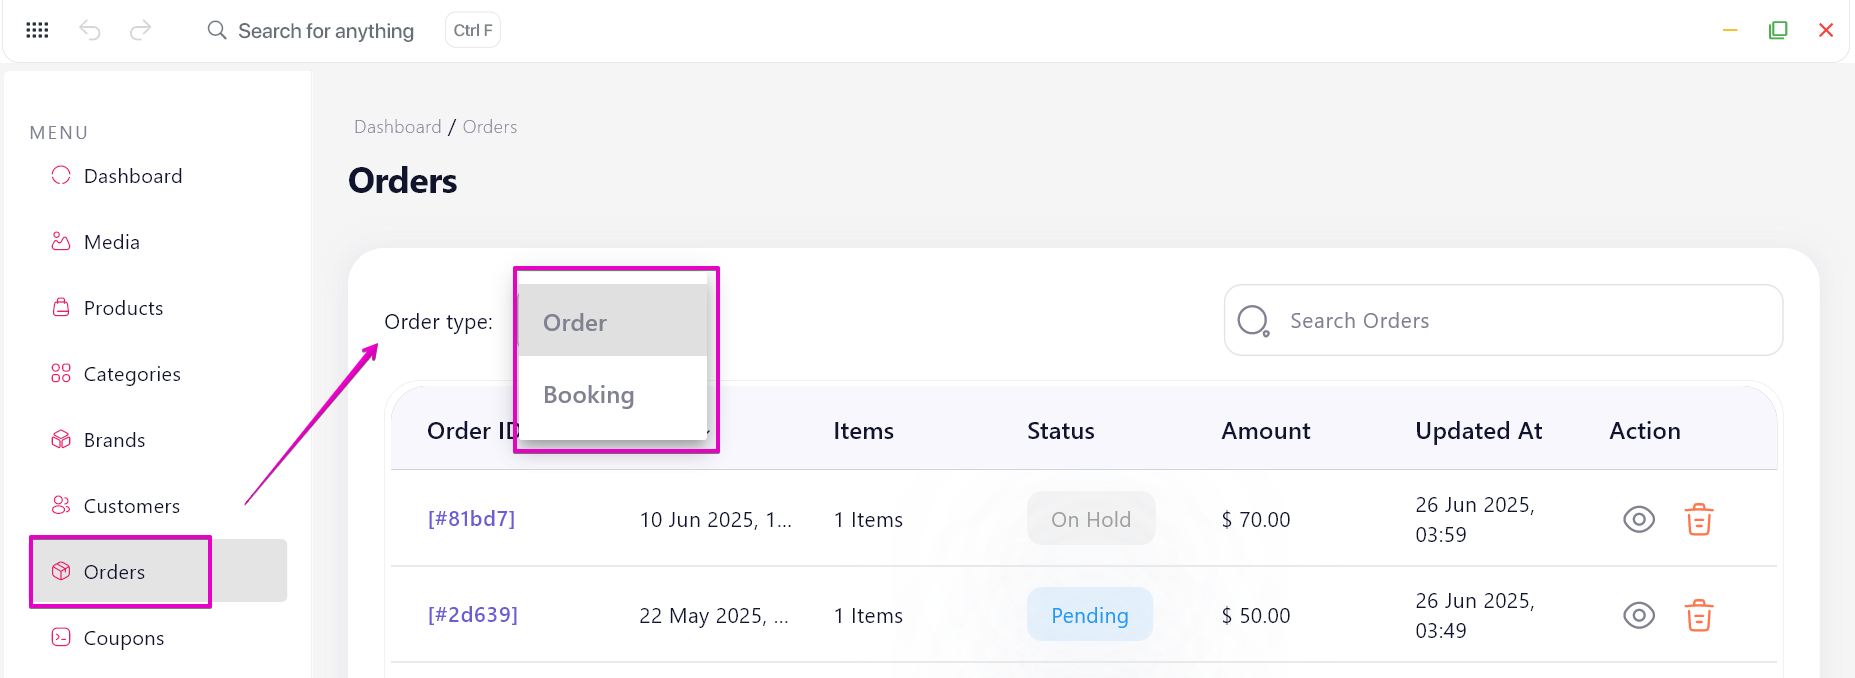 Search for anything Ctrl F
MENU
Dashboard
Media
Products
Categories
Brands
Customers
Orders
Coupons
Dashboard / Orders
Orders
Order type:
Order
Booking
Search Orders
Order ID Items Status Amount Updated At Action
[#81bd7] 10 Jun 2025, 1... 1 Items On Hold $ 70.00 26 Jun 2025,
03:59
[#2d639] 22 May 2025, ... 1 Items Pending $ 50.00 26 Jun 2025,
03:49